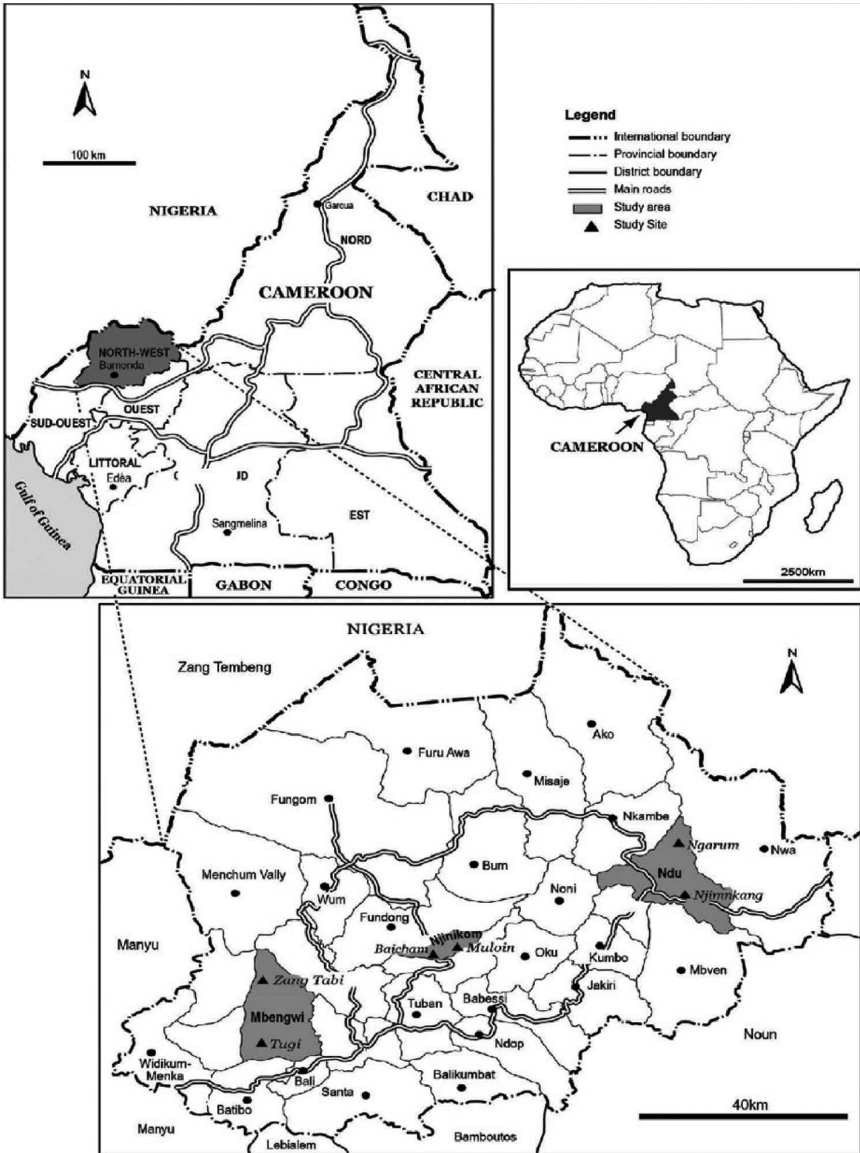 N
100 km
NIGERIA
CHAD
Garoua
NORD
CAMEROON
NORTH-WEST
Bamenda
CENTRAL
AFRICAN
REPUBLIC
OUEST
SUD-OUEST
LITTORAL
Edéa
C
JD
EST
Sangmelina
Gulf of Guinea
EQUATORIAL
GUINEA
GABON
CONGO
Legend
International boundary
Provincial boundary
District boundary
Main roads
Study area
Study Site
CAMEROON
2500km
NIGERIA
Zang Tembeng
N
Ako
Furu Awa
Misaje
Fungom
Nkambe
Ngarum
Nwa
Bum
Ndu
Menchum Vally
Wum
Noni
Njimnkang
Fundong
Njinikom
Manyu
Baicham
Muloin
Oku
Kumbo
Mbven
Zang Tabi
Jakiri
Tuban
Babessi
Mbengwi
Noun
Tugi
Ndop
Widikum-
Menka
Bali
Balikumbat
Batibo
Santa
40km
Manyu
Lebialem
Bamboutos